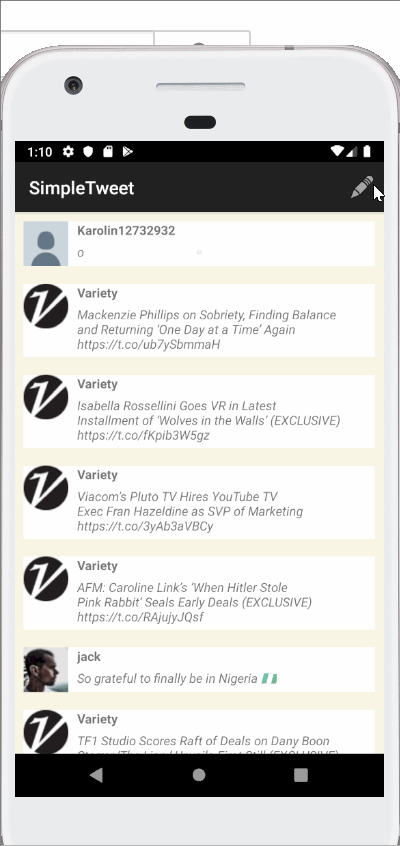 1:10
SimpleTweet
Karolin12732932
o
Variety
Mackenzie Phillips on Sobriety, Finding Balance
and Returning ‘One Day at a Time’ Again
https://t.co/ub7ySbmmaH
Variety
Isabella Rossellini Goes VR in Latest
Installment of ‘Wolves in the Walls’ (EXCLUSIVE)
https://t.co/fKpib3W5gz
Variety
Viacom’s Pluto TV Hires YouTube TV
Exec Fran Hazeldine as SVP of Marketing
https://t.co/3yAb3aVBCy
Variety
AFM: Caroline Link’s ‘When Hitler Stole
Pink Rabbit’ Seals Early Deals (EXCLUSIVE)
https://t.co/RAjujyJQsf
jack
So grateful to finally be in Nigeria 🇳🇬
Variety
TF1 Studio Scores Raft of Deals on Dany Boon